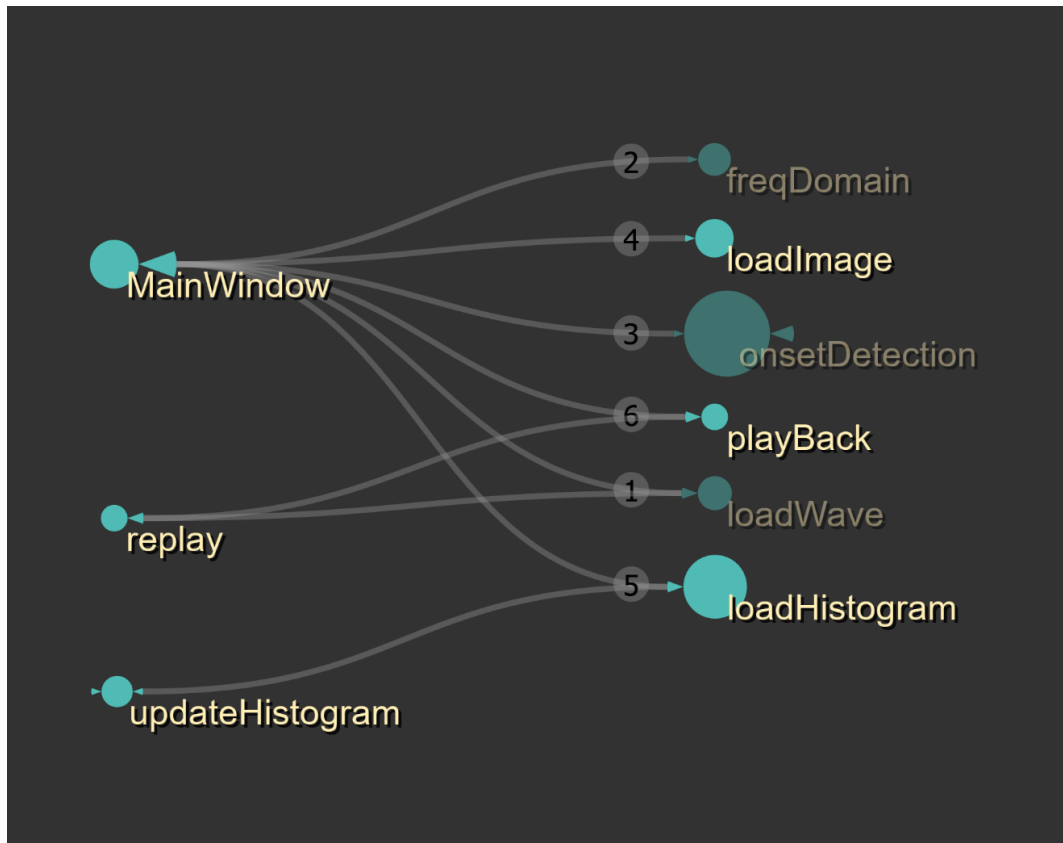 2
freqDomain
4
loadImage
MainWindow
3
onsetDetection
6
playBack
1
loadWave
replay
5
loadHistogram
updateHistogram